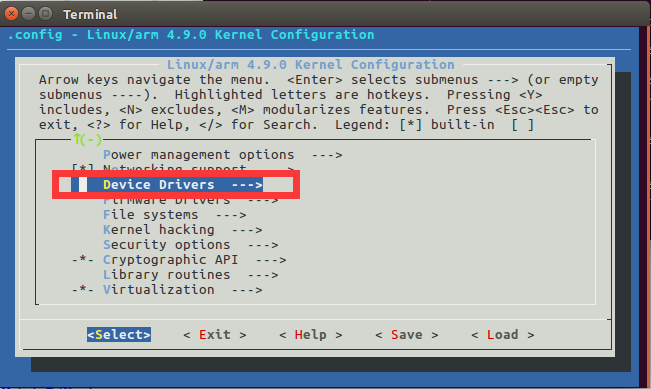 Terminal
.config - Linux/arm 4.9.0 Kernel Configuration
Linux/arm 4.9.0 Kernel Configuration
Arrow keys navigate the menu.  <Enter> selects submenus ---> (or empty
submenus ----).  Highlighted letters are hotkeys.  Pressing <Y>
includes, <N> excludes, <M> modularizes features.  Press <Esc><Esc> to
exit, <?> for Help, </> for Search.  Legend: [*] built-in  [ ]
↑(-)
Power management options  --->
[*] Networking support  --->
Device Drivers  --->
Firmware Drivers  --->
File systems  --->
Kernel hacking  --->
Security options  --->
-*- Cryptographic API  --->
Library routines  --->
-*- Virtualization  --->
<Select>    < Exit >    < Help >    < Save >    < Load >